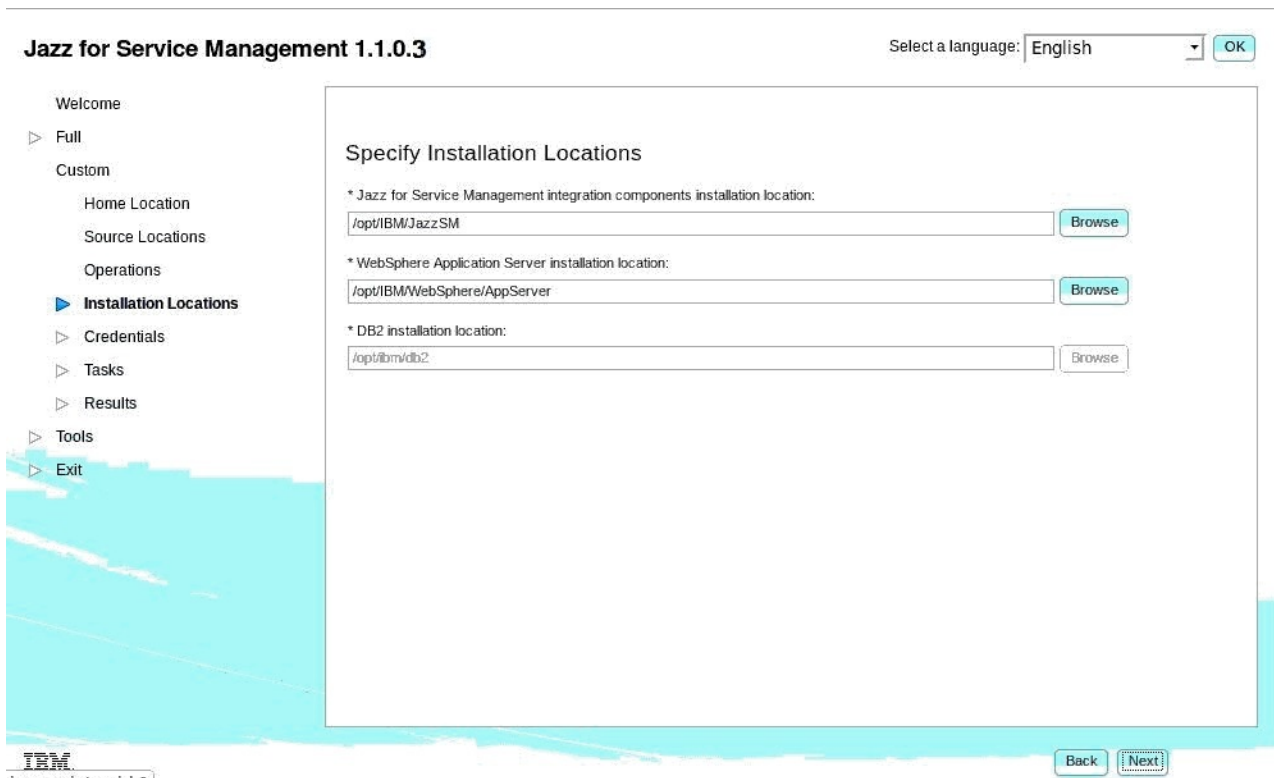 Jazz for Service Management 1.1.0.3
Select a language: English OK
Welcome
Full
Custom
Home Location
Source Locations
Operations
Installation Locations
Credentials
Tasks
Results
Tools
Exit
Specify Installation Locations
* Jazz for Service Management integration components installation location:
/opt/IBM/JazzSM Browse
* WebSphere Application Server installation location:
/opt/IBM/WebSphere/AppServer Browse
* DB2 installation location:
/opt/ibm/db2 Browse
IBM.
Back Next